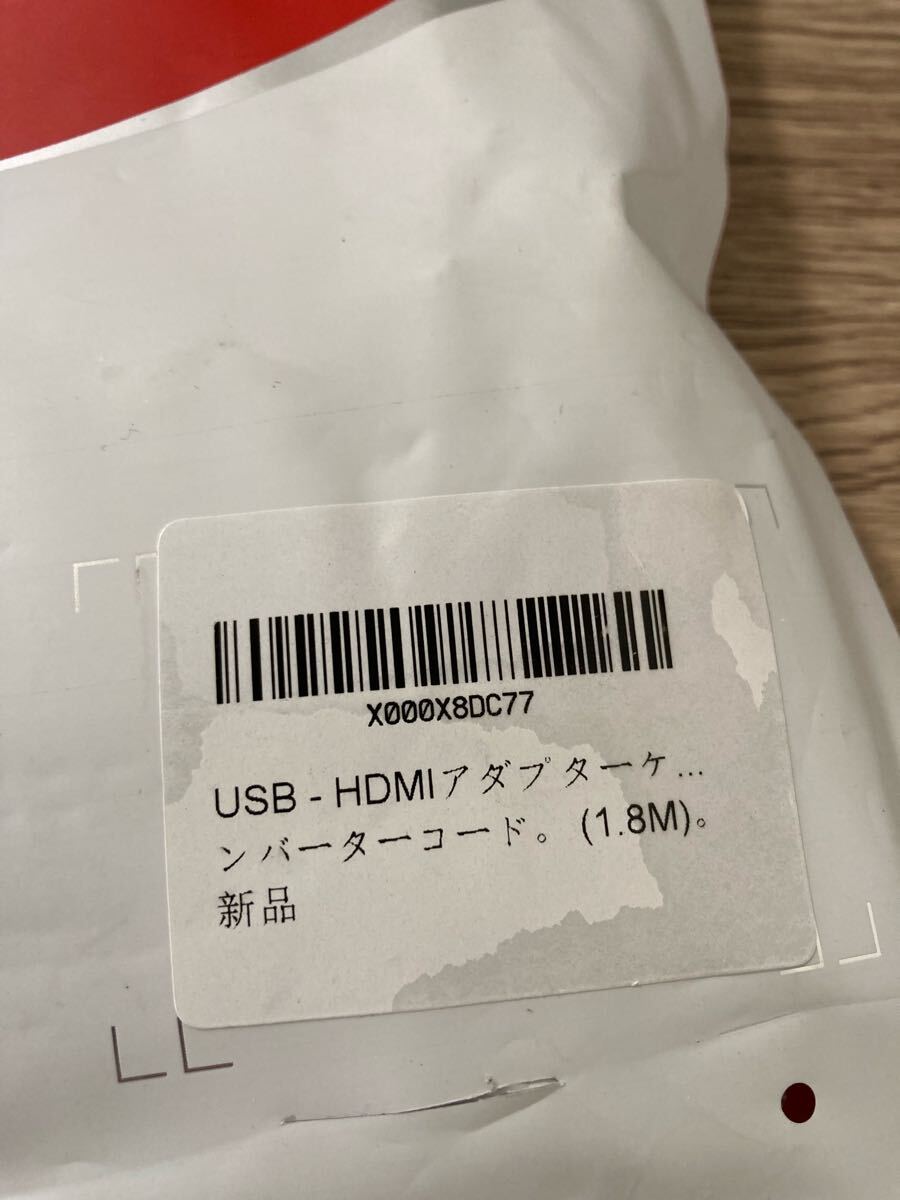 X000X8DC77
USB - HDMIアダプターケ...
ンバーターコード。(1.8M)。
新品